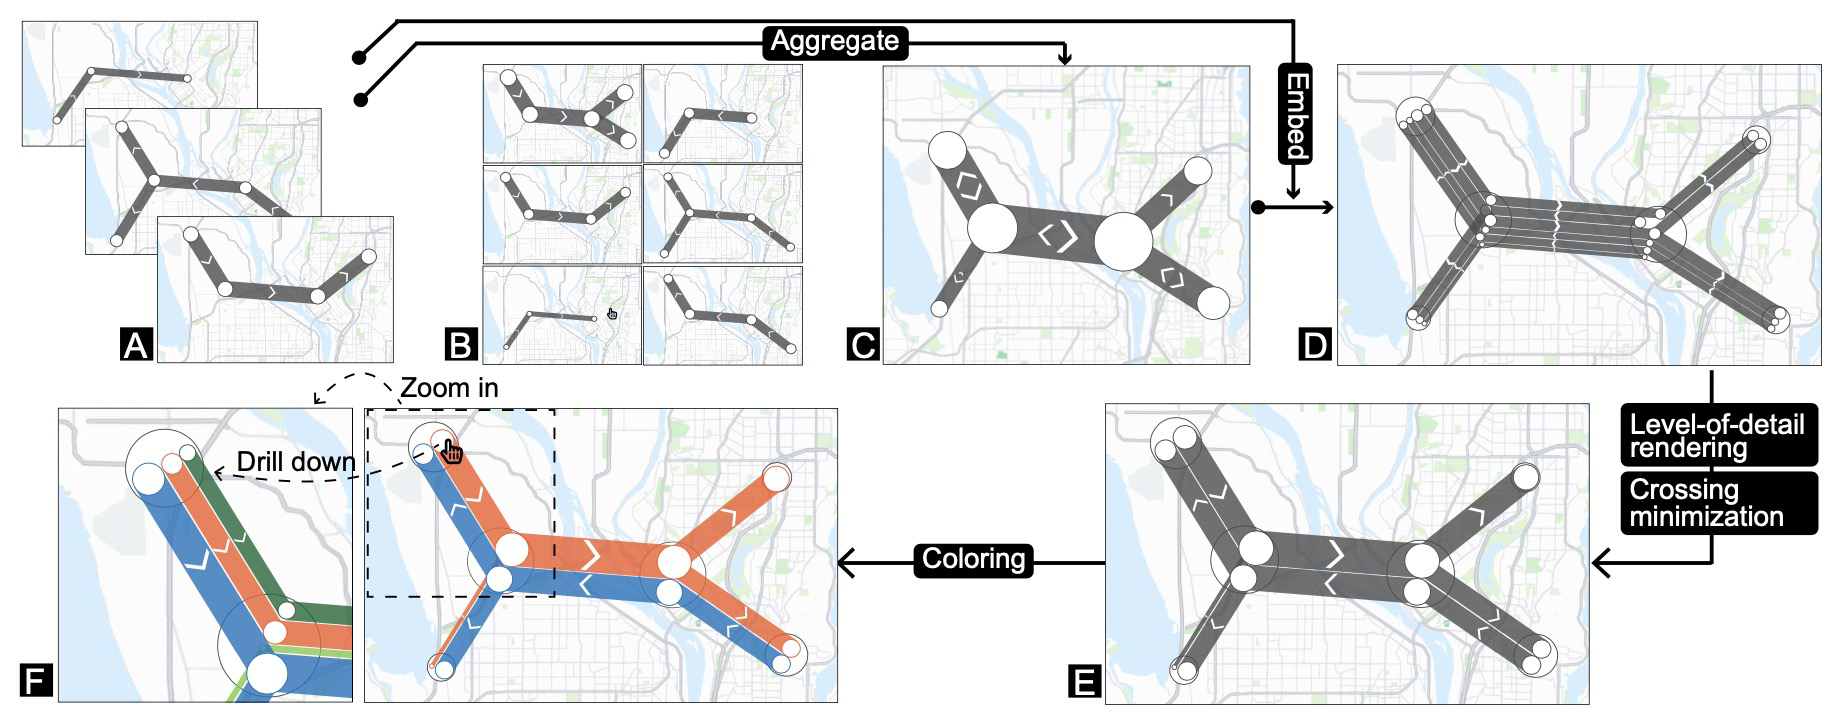 Aggregate
Embed
A
B
C
D
Zoom in
Drill down
Level-of-detail
rendering
Crossing
minimization
Coloring
F
E